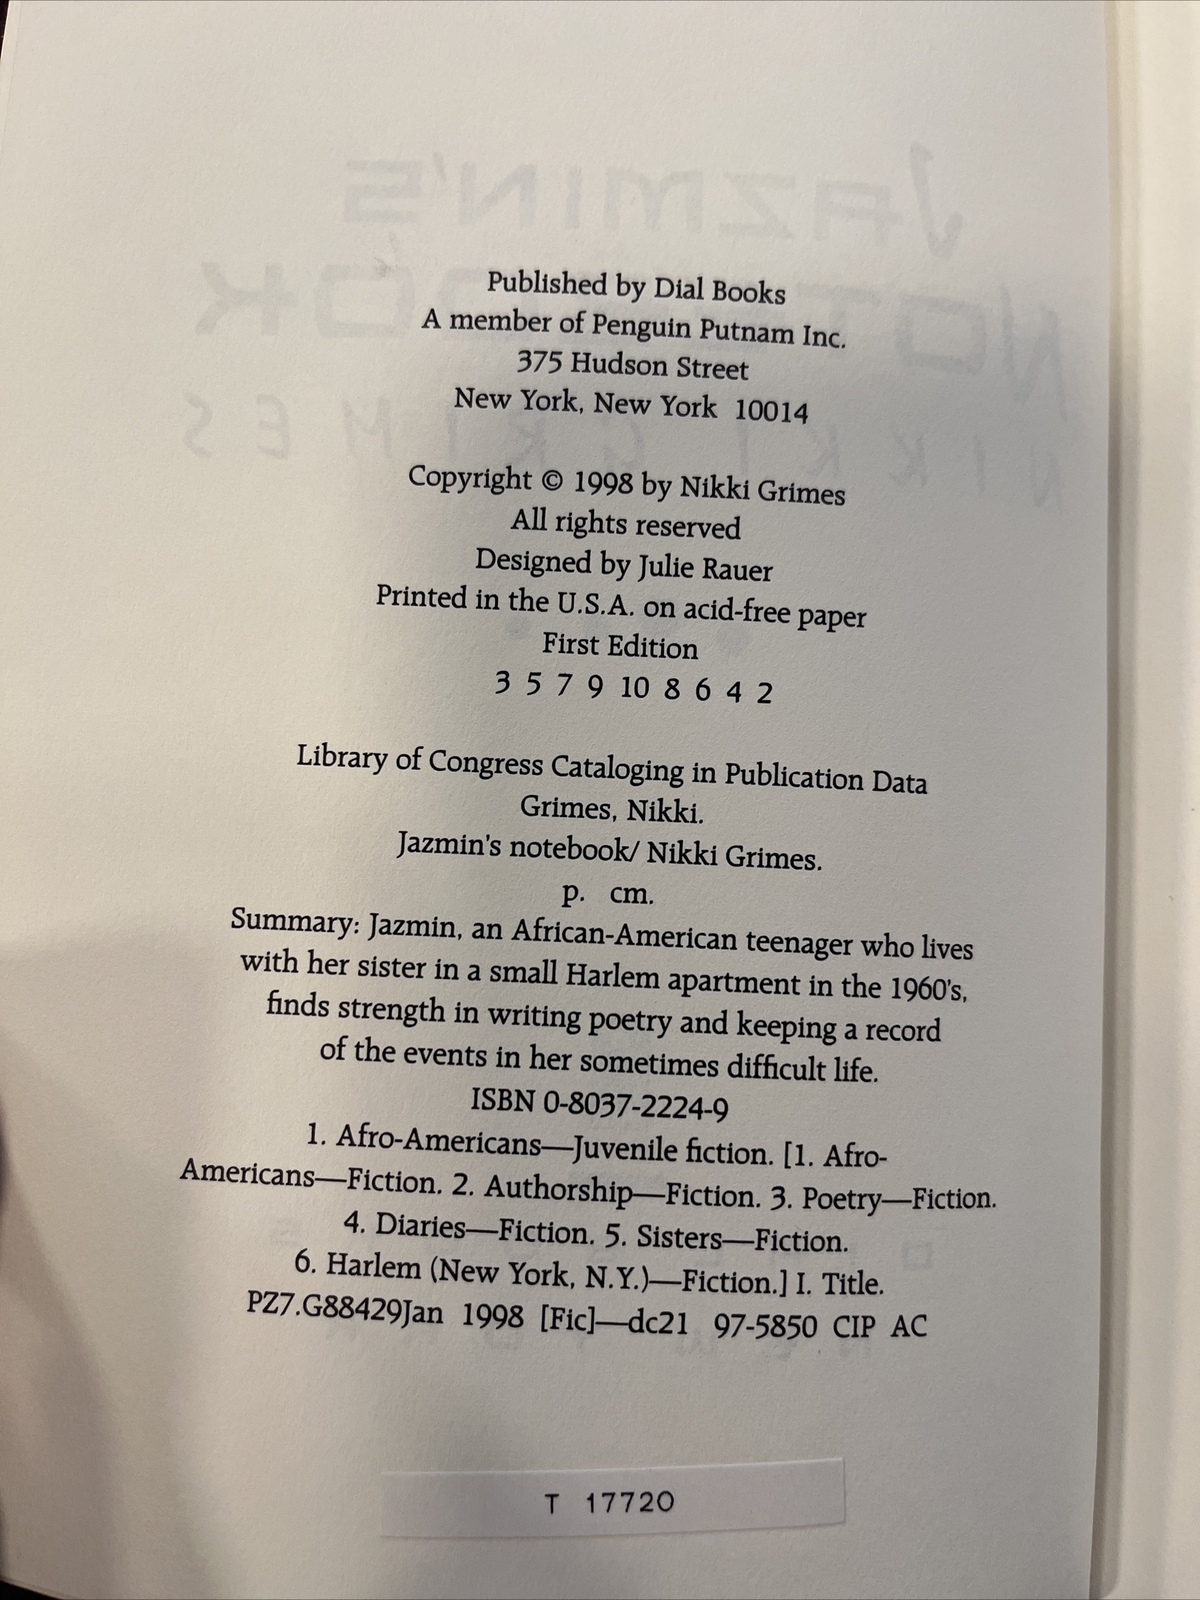 Published by Dial Books
A member of Penguin Putnam Inc.
375 Hudson Street
New York, New York 10014
Copyright © 1998 by Nikki Grimes
All rights reserved
Designed by Julie Rauer
Printed in the U.S.A. on acid-free paper
First Edition
3 5 7 9 10 8 6 4 2
Library of Congress Cataloging in Publication Data
Grimes, Nikki.
Jazmin's notebook/ Nikki Grimes.
p. cm.
Summary: Jazmin, an African-American teenager who lives
with her sister in a small Harlem apartment in the 1960's,
finds strength in writing poetry and keeping a record
of the events in her sometimes difficult life.
ISBN 0-8037-2224-9
1. Afro-Americans—Juvenile fiction. [1. Afro-
Americans—Fiction. 2. Authorship—Fiction. 3. Poetry—Fiction.
4. Diaries—Fiction. 5. Sisters—Fiction.
6. Harlem (New York, N.Y.)—Fiction.] I. Title.
PZ7.G88429Jan 1998 [Fic]—dc21 97-5850 CIP AC
T 17720